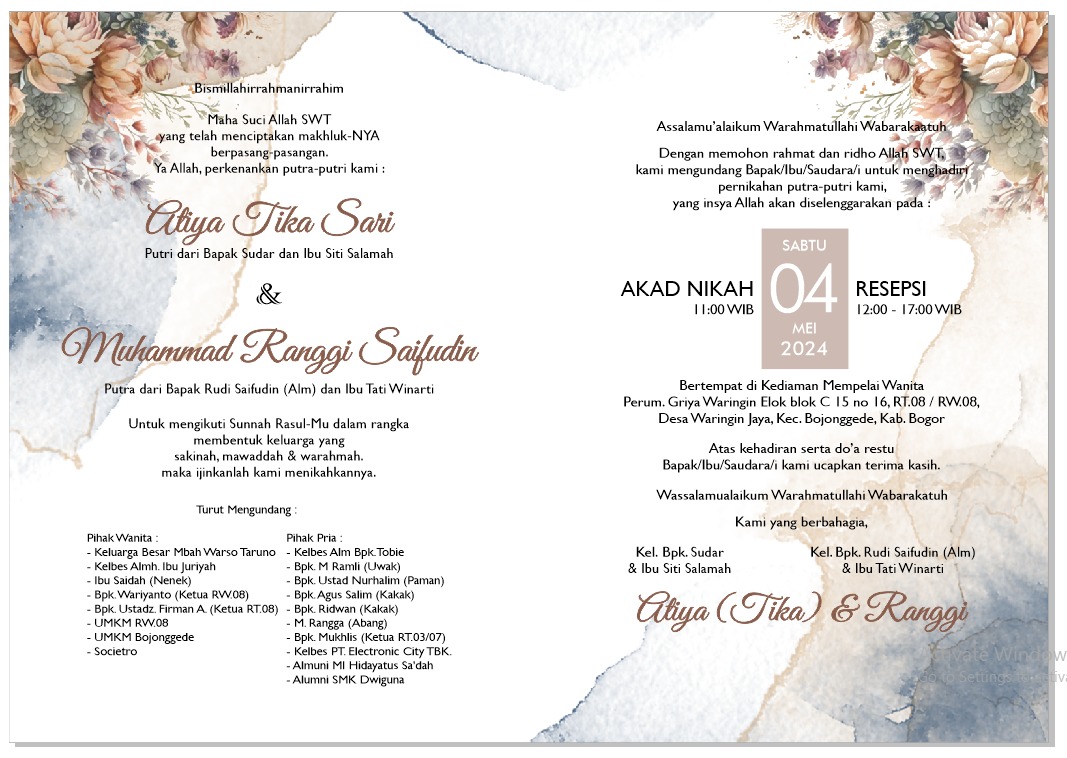 Bismillahirrahmanirrahim
Maha Suci Allah SWT
yang telah menciptakan makhluk-NYA
berpasang-pasangan.
Ya Allah, perkenankan putra-putri kami :
Atiya Tika Sari
Putri dari Bapak Sudar dan Ibu Siti Salamah
&
Muhammad Ranggi Saifudin
Putra dari Bapak Rudi Saifudin (Alm) dan Ibu Tati Winarti
Untuk mengikuti Sunnah Rasul-Mu dalam rangka
membentuk keluarga yang
sakinah, mawaddah & warahmah.
maka ijinkanlah kami menikahkannya.
Turut Mengundang :
Pihak Wanita :
- Keluarga Besar Mbah Warso Taruno
- Kelbes Almh. Ibu Juriyah
- Ibu Saidah (Nenek)
- Bpk. Wariyanto (Ketua RW.08)
- Bpk. Ustadz. Firman A. (Ketua RT.08)
- UMKM RW.08
- UMKM Bojonggede
- Societro
Pihak Pria :
- Kelbes Alm Bpk. Tobie
- Bpk. M Ramli (Uwak)
- Bpk. Ustad Nurhalim (Paman)
- Bpk. Agus Salim (Kakak)
- Bpk. Ridwan (Kakak)
- M. Rangga (Abang)
- Bpk. Mukhlis (Ketua RT.03/07)
- Kelbes PT. Electronic City TBK.
- Almuni MI Hidayatus Sa'dah
- Alumni SMK Dwiguna
Assalamu'alaikum Warahmatullahi Wabarakaatuh
Dengan memohon rahmat dan ridho Allah SWT,
kami mengundang Bapak/Ibu/Saudara/i untuk menghadiri
pernikahan putra-putri kami,
yang insya Allah akan diselenggarakan pada :
AKAD NIKAH
11:00 WIB
SABTU
04
MEI
2024
RESEPSI
12:00 - 17:00 WIB
Bertempat di Kediaman Mempelai Wanita
Perum. Griya Waringin Elok blok C 15 no 16, RT.08 / RW.08,
Desa Waringin Jaya, Kec. Bojonggede, Kab. Bogor
Atas kehadiran serta do'a restu
Bapak/Ibu/Saudara/i kami ucapkan terima kasih.
Wassalamualaikum Warahmatullahi Wabarakatuh
Kami yang berbahagia,
Kel. Bpk. Sudar
& Ibu Siti Salamah
Kel. Bpk. Rudi Saifudin (Alm)
& Ibu Tati Winarti
Atiya (Tika) & Ranggi
Window
to Settings